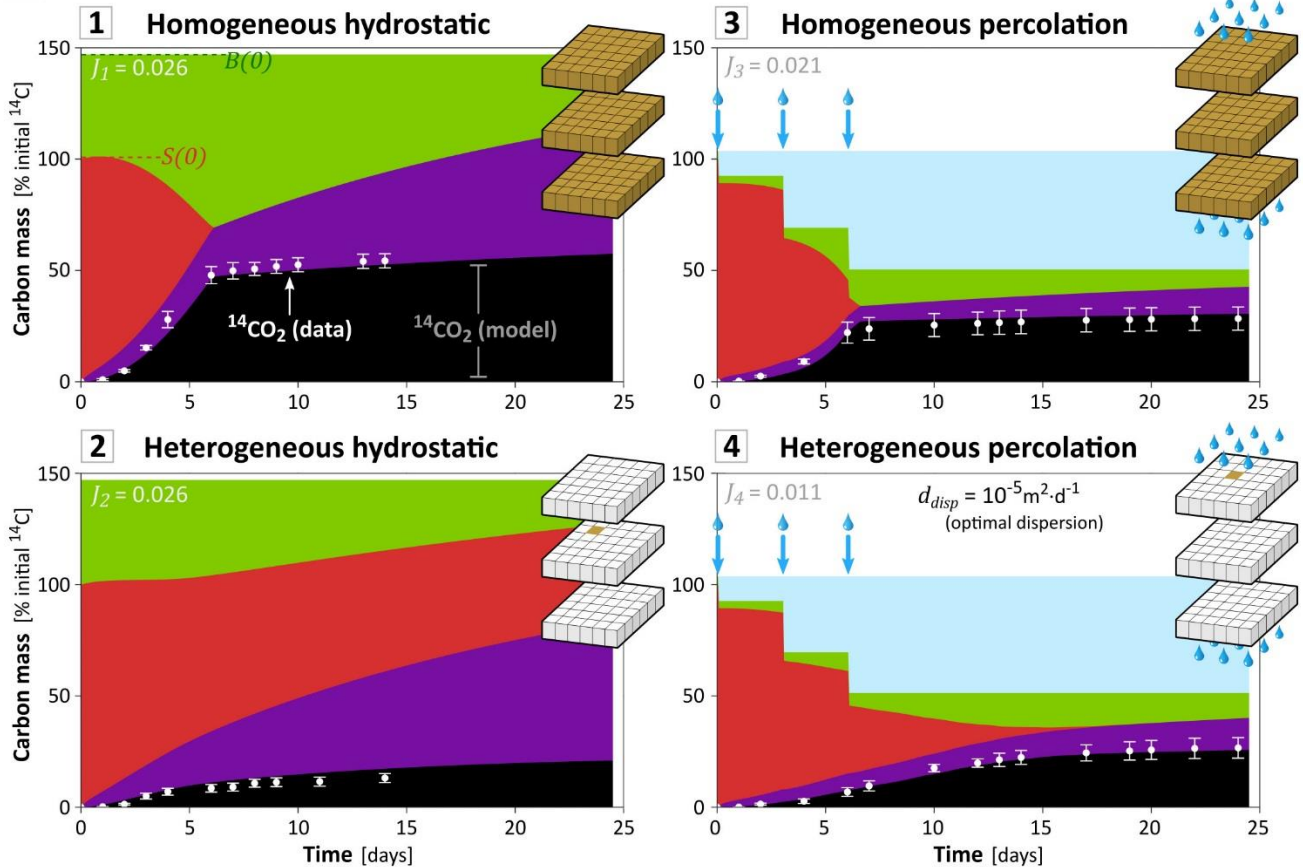 1 Homogeneous hydrostatic
Carbon mass [% initial ¹⁴C]
150
100
50
0
J₁ = 0.026
B(0)
S(0)
¹⁴CO₂ (data)
¹⁴CO₂ (model)
0 5 10 15 20 25
3 Homogeneous percolation
150
100
50
0
J₃ = 0.021
0 5 10 15 20 25
2 Heterogeneous hydrostatic
Carbon mass [% initial ¹⁴C]
150
100
50
0
J₂ = 0.026
0 5 10 15 20 25
Time [days]
4 Heterogeneous percolation
150
100
50
0
J₄ = 0.011
d_disp = 10⁻⁵m²·d⁻¹
(optimal dispersion)
0 5 10 15 20 25
Time [days]